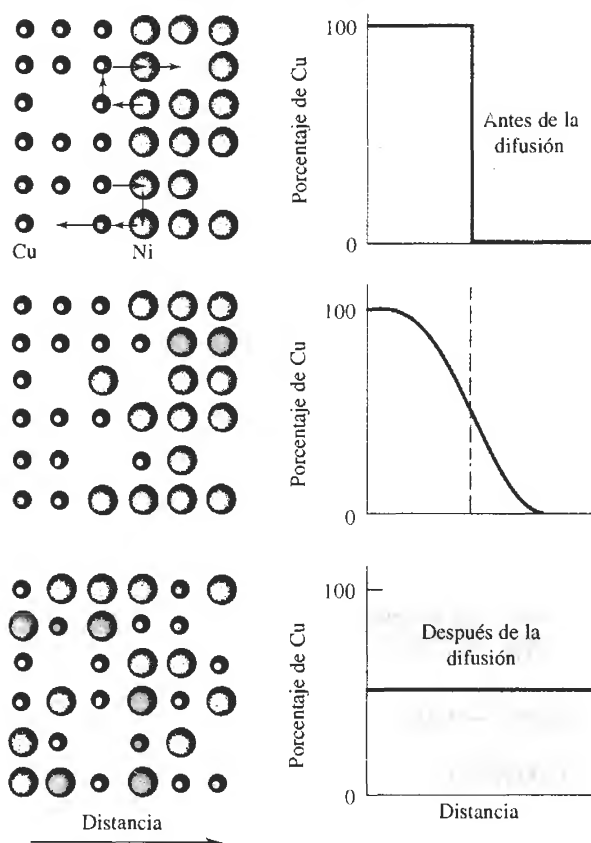 100
Porcentaje de Cu
Antes de la
difusión
0
Cu
Ni
100
Porcentaje de Cu
0
100
Porcentaje de Cu
Después de la
difusión
0
Distancia
Distancia